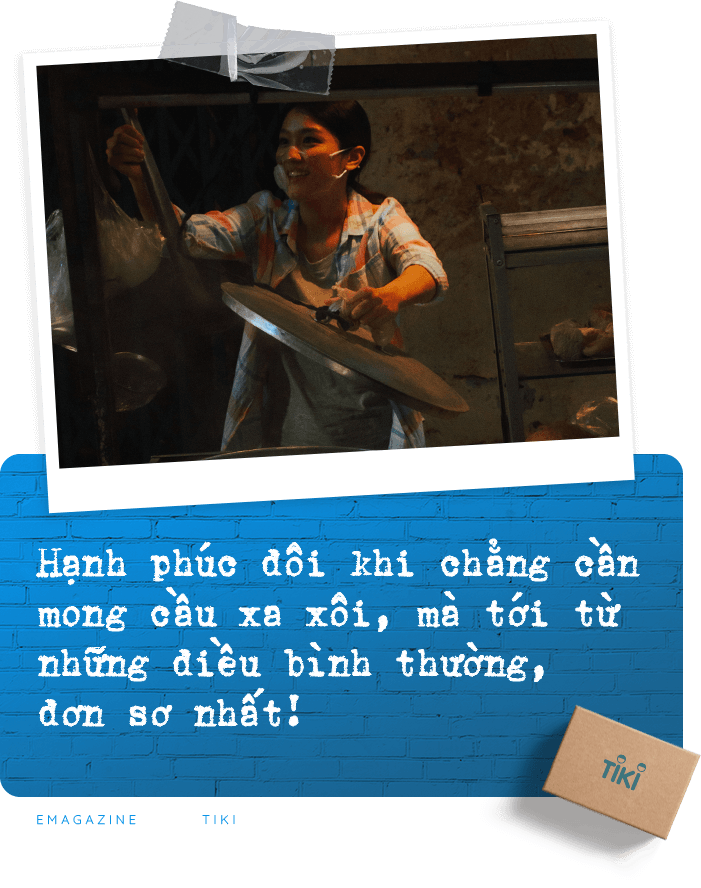 Hạnh phúc đôi khi chẳng cần
mong cầu xa xôi, mà tới từ
những điều bình thường,
đơn sơ nhất!
TiKi
EMAGAZINE TIKI